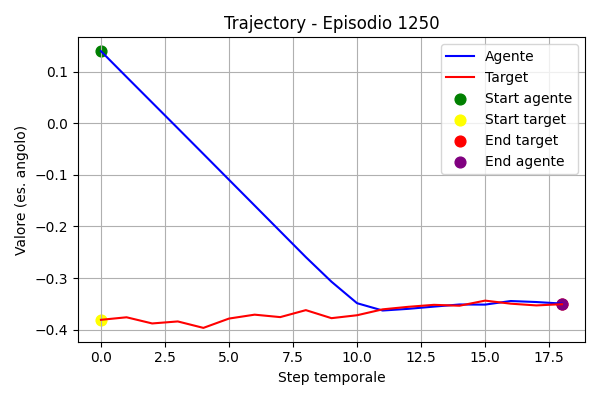 Trajectory - Episodio 1250
Agente
Target
Start agente
Start target
End target
End agente
Valore (es. angolo)
0.1
0.0
−0.1
−0.2
−0.3
−0.4
0.0 2.5 5.0 7.5 10.0 12.5 15.0 17.5
Step temporale